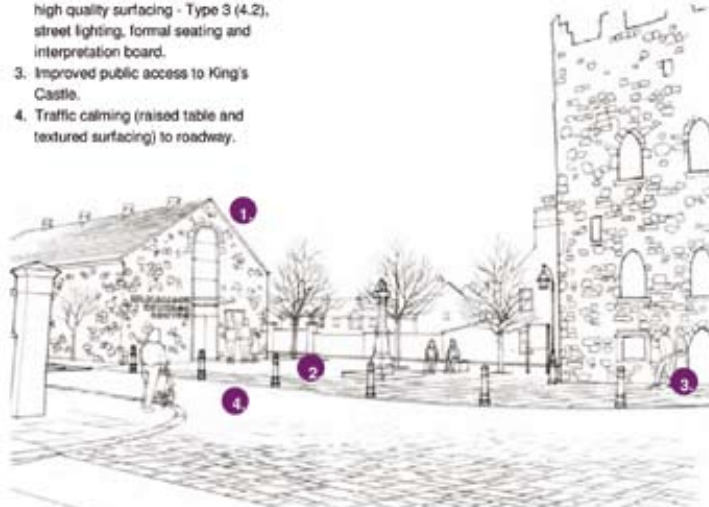 high quality surfacing - Type 3 (4.2),
street lighting, formal seating and
interpretation board.
3. Improved public access to King's
Castle.
4. Traffic calming (raised table and
textured surfacing) to roadway.
1.
2
4.
3.